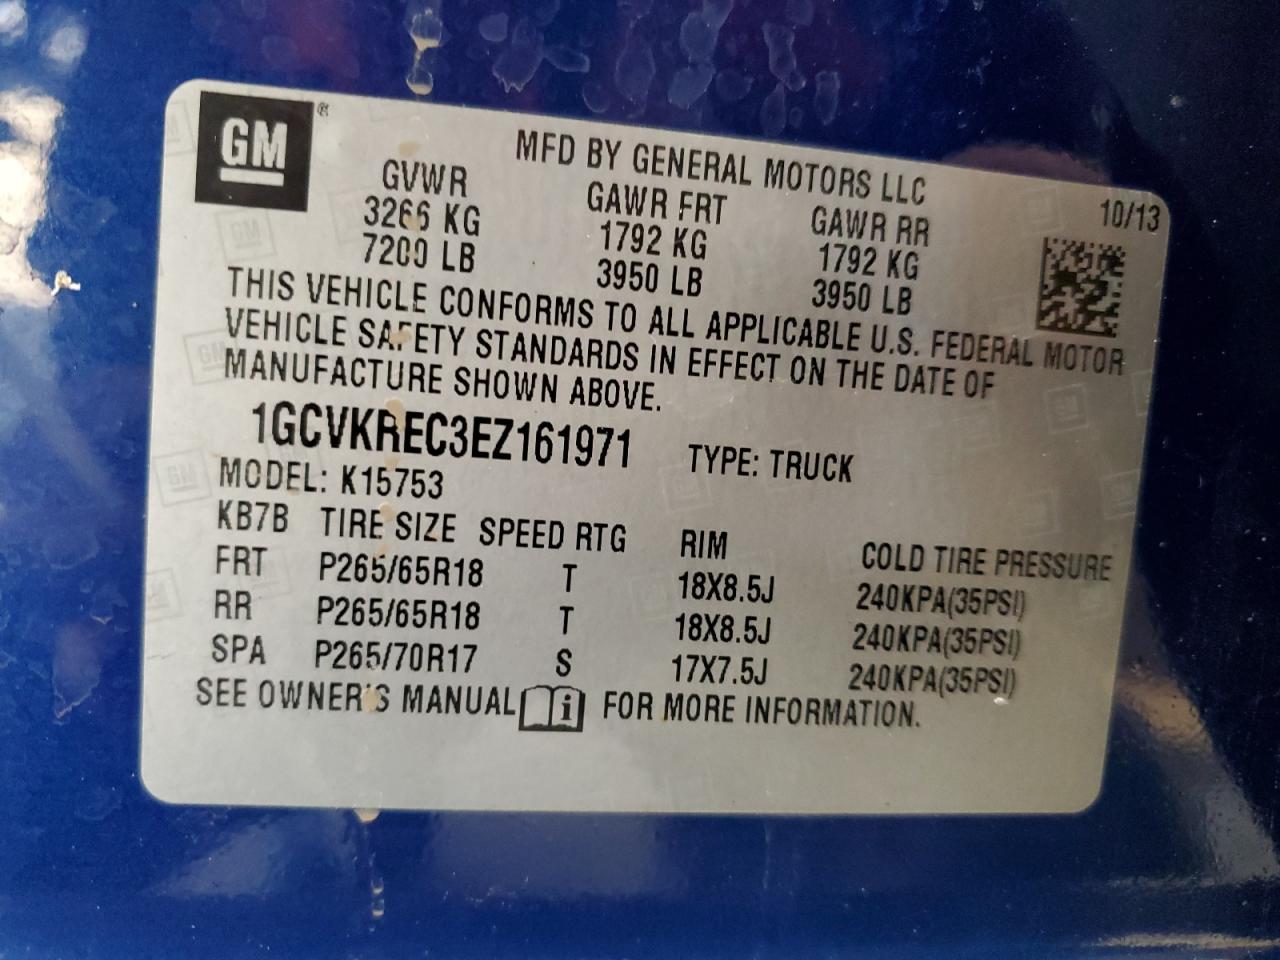 GM ®
MFD BY GENERAL MOTORS LLC
10/13
GVWR GAWR FRT GAWR RR
3266 KG 1792 KG 1792 KG
7200 LB 3950 LB 3950 LB
THIS VEHICLE CONFORMS TO ALL APPLICABLE U.S. FEDERAL MOTOR
VEHICLE SAFETY STANDARDS IN EFFECT ON THE DATE OF
MANUFACTURE SHOWN ABOVE.
1GCVKREC3EZ161971 TYPE: TRUCK
MODEL: K15753
KB7B TIRE SIZE SPEED RTG RIM COLD TIRE PRESSURE
FRT P265/65R18 T 18X8.5J 240KPA(35PSI)
RR P265/65R18 T 18X8.5J 240KPA(35PSI)
SPA P265/70R17 S 17X7.5J 240KPA(35PSI)
SEE OWNER'S MANUAL i FOR MORE INFORMATION.